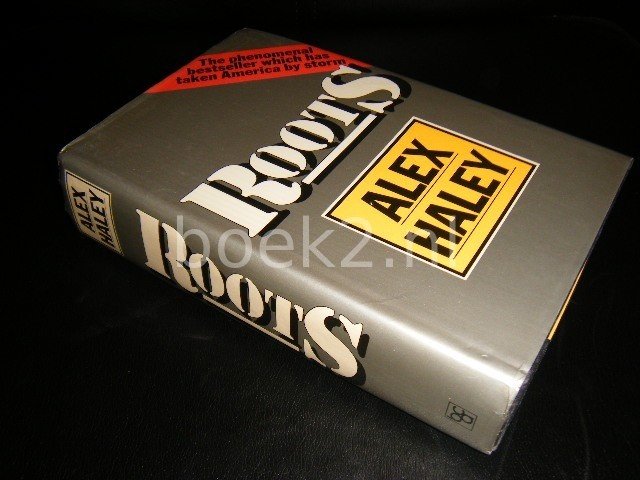 The phenomenal
bestseller which has
taken America by storm
ROOTS
ALEX
HALEY
ALEX
HALEY
ROOTS
boek2.nl